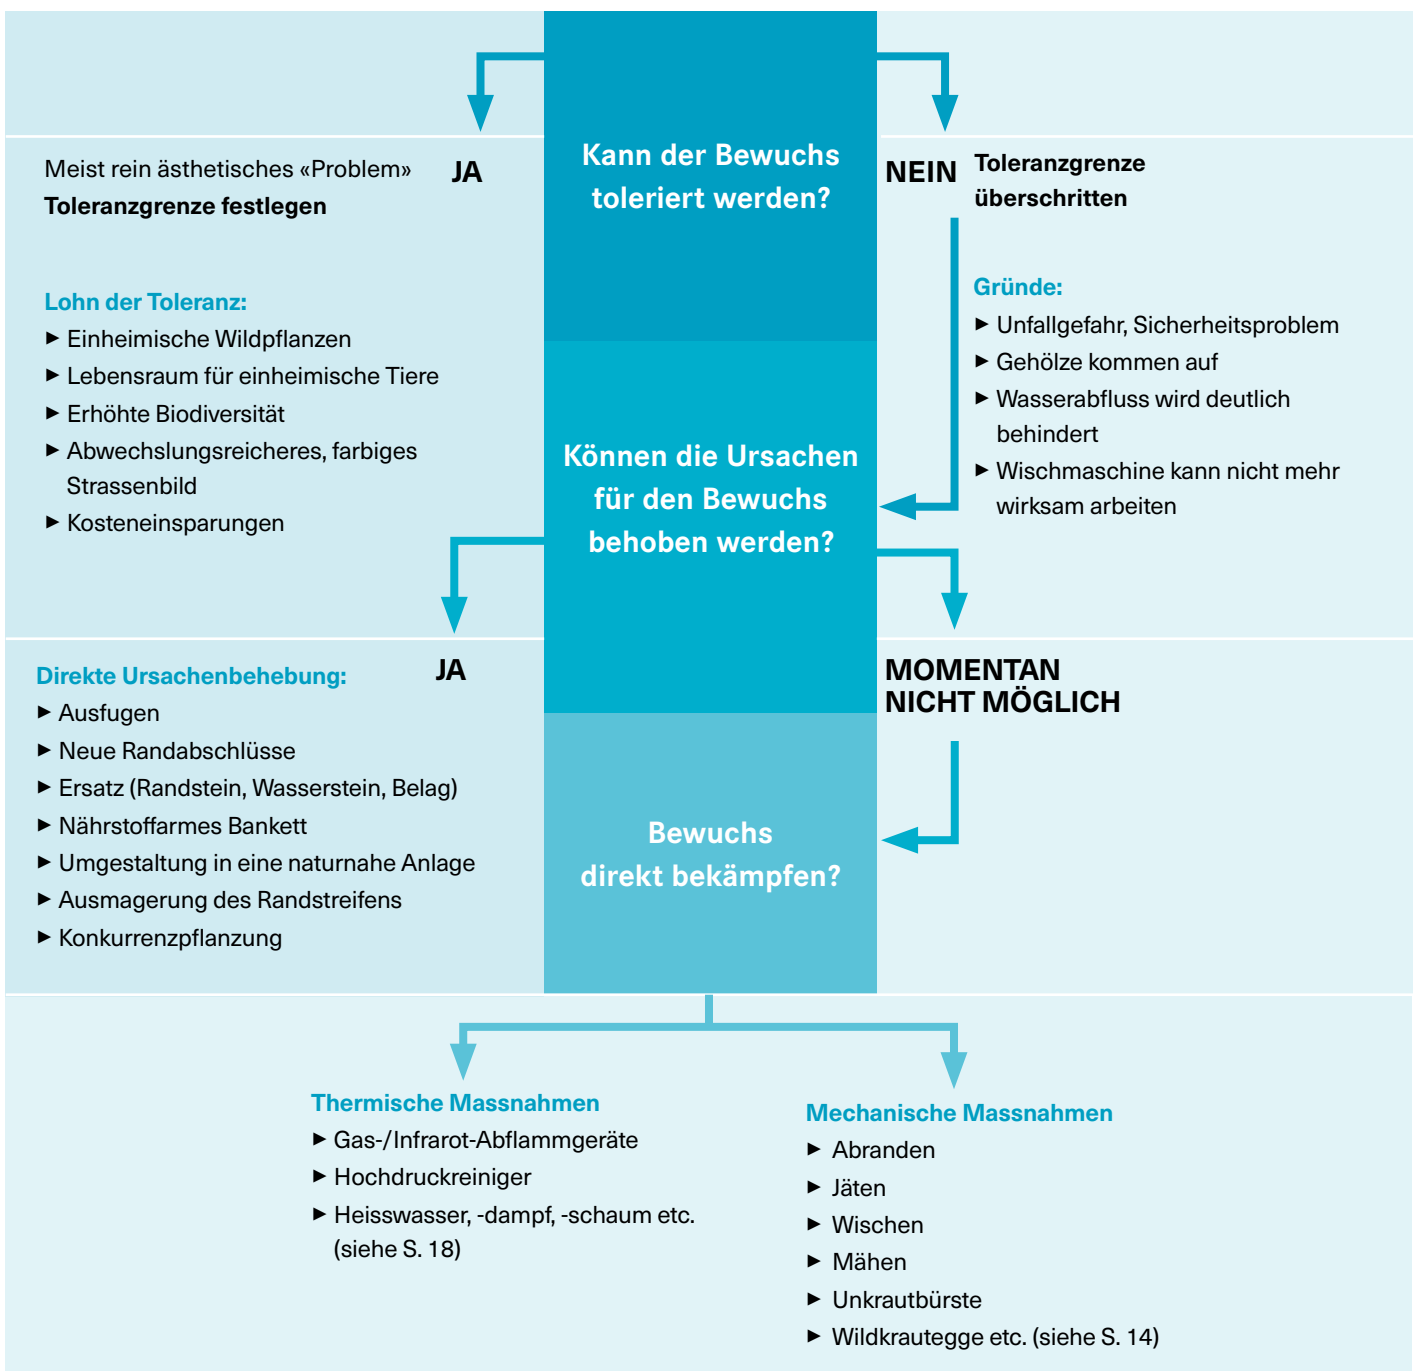 Kann der Bewuchs
toleriert werden?
JA
Meist rein ästhetisches «Problem»
Toleranzgrenze festlegen
Lohn der Toleranz:
► Einheimische Wildpflanzen
► Lebensraum für einheimische Tiere
► Erhöhte Biodiversität
► Abwechslungsreicheres, farbiges
Strassenbild
► Kosteneinsparungen
NEIN
Toleranzgrenze
überschritten
Gründe:
► Unfallgefahr, Sicherheitsproblem
► Gehölze kommen auf
► Wasserabfluss wird deutlich
behindert
► Wischmaschine kann nicht mehr
wirksam arbeiten
Können die Ursachen
für den Bewuchs
behoben werden?
JA
Direkte Ursachenbehebung:
► Ausfugen
► Neue Randabschlüsse
► Ersatz (Randstein, Wasserstein, Belag)
► Nährstoffarmes Bankett
► Umgestaltung in eine naturnahe Anlage
► Ausmagerung des Randstreifens
► Konkurrenzpflanzung
MOMENTAN
NICHT MÖGLICH
Bewuchs
direkt bekämpfen?
Thermische Massnahmen
► Gas-/Infrarot-Abflammgeräte
► Hochdruckreiniger
► Heisswasser, -dampf, -schaum etc.
(siehe S. 18)
Mechanische Massnahmen
► Abranden
► Jäten
► Wischen
► Mähen
► Unkrautbürste
► Wildkrautegge etc. (siehe S. 14)